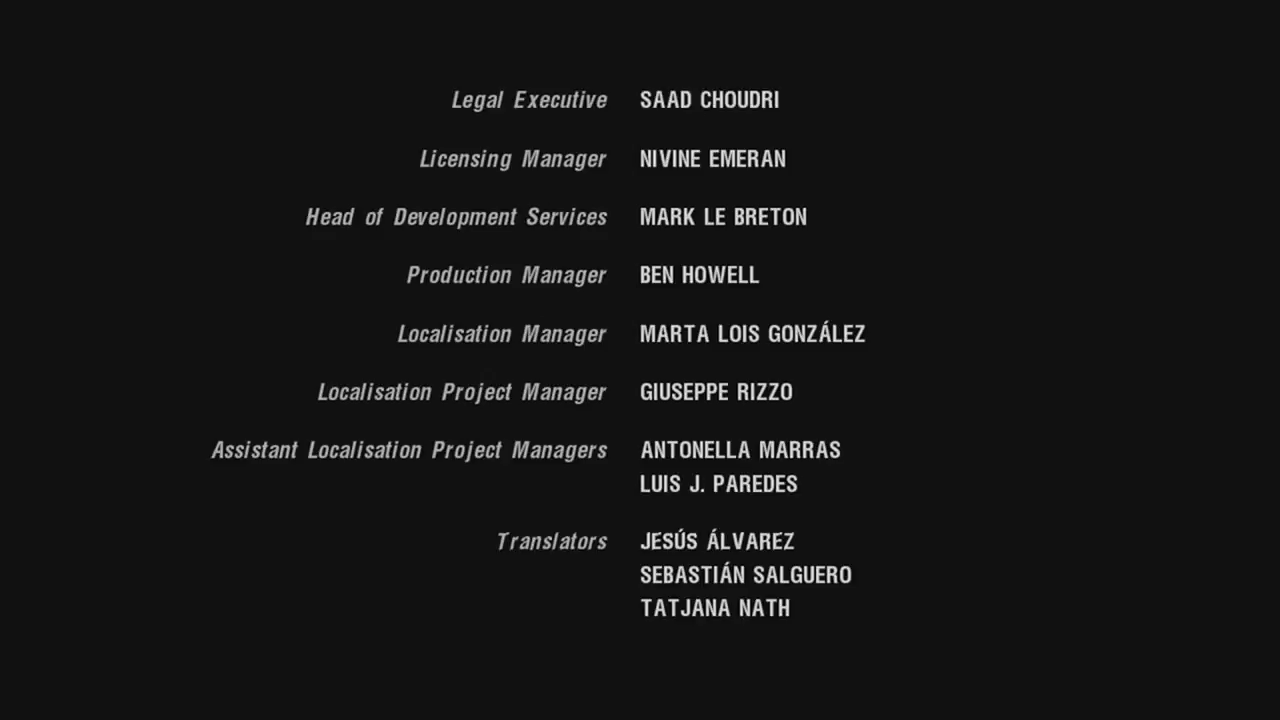 Legal Executive SAAD CHOUDRI
Licensing Manager NIVINE EMERAN
Head of Development Services MARK LE BRETON
Production Manager BEN HOWELL
Localisation Manager MARTA LOIS GONZÁLEZ
Localisation Project Manager GIUSEPPE RIZZO
Assistant Localisation Project Managers ANTONELLA MARRAS
LUIS J. PAREDES
Translators JESÚS ÁLVAREZ
SEBASTIÁN SALGUERO
TATJANA NATH